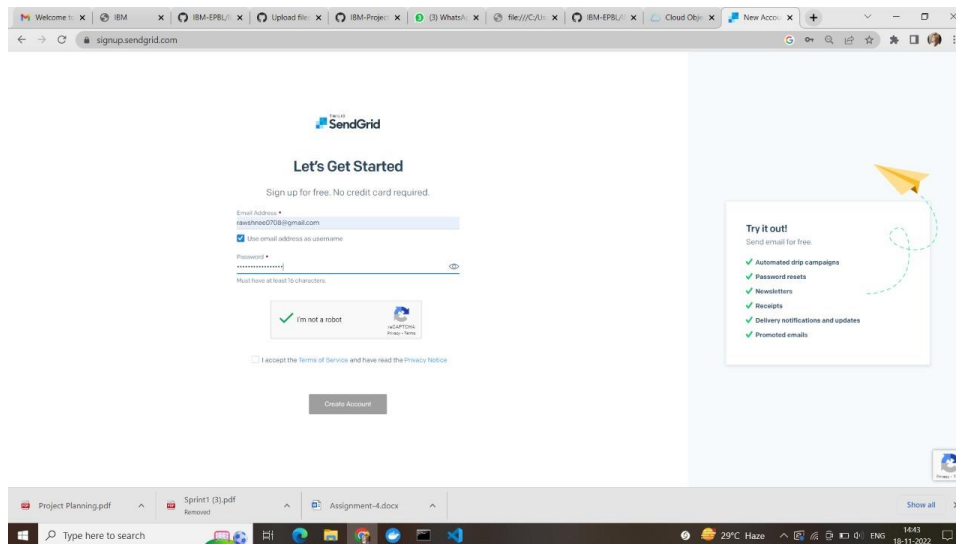 Welcome to
IBM
IBM-EPBL/I
Upload files
IBM-Project
(3) WhatsA
file:///C:/Us
IBM-EPBL/I
Cloud Obje
New Accou
signup.sendgrid.com
SendGrid
Let's Get Started
Sign up for free. No credit card required.
Email Address *
rawshnee0708@gmail.com
Use email address as username
Password *
Must have at least 16 characters.
I'm not a robot
reCAPTCHA
Privacy - Terms
I accept the Terms of Service and have read the Privacy Notice
Create Account
Try it out!
Send email for free.
Automated drip campaigns
Password resets
Newsletters
Receipts
Delivery notifications and updates
Promoted emails
Project Planning.pdf
Sprint1 (3).pdf
Removed
Assignment-4.docx
Show all
Type here to search
29°C Haze
ENG
14:43
18-11-2022